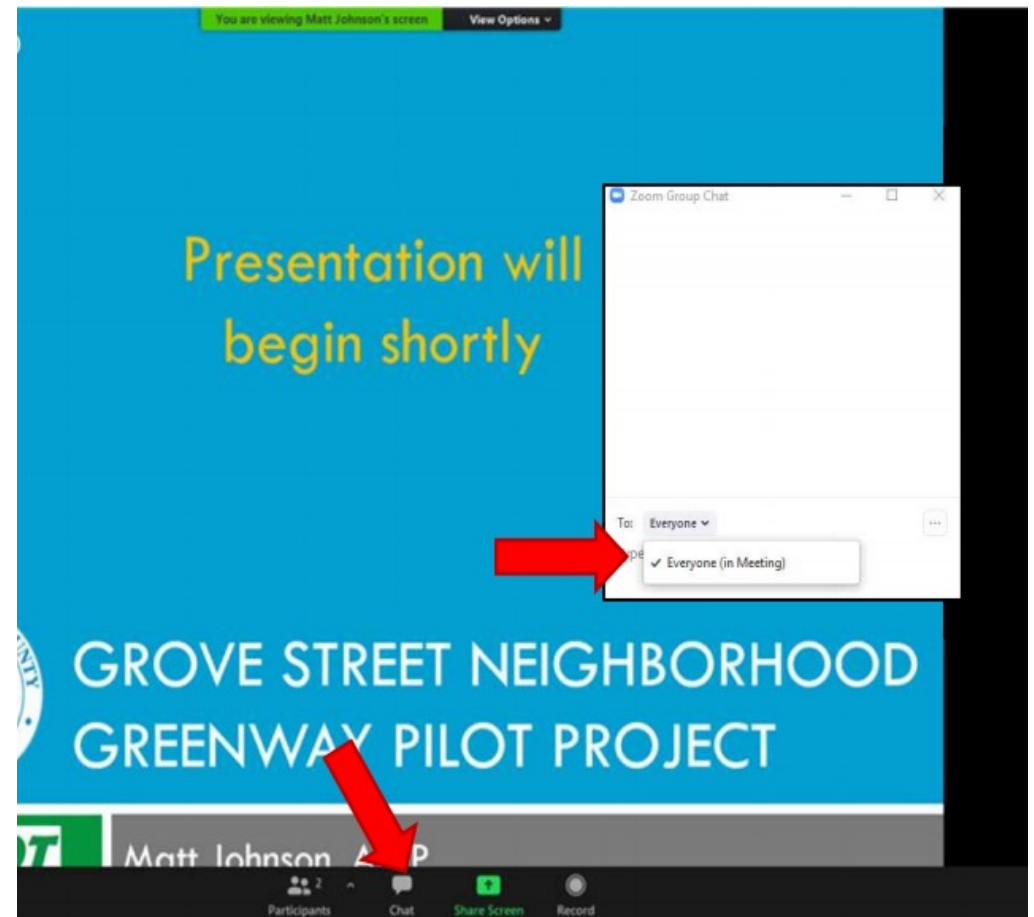 You are viewing Matt Johnson's screen View Options
Zoom Group Chat
Presentation will
begin shortly
To: Everyone
Everyone (in Meeting)
GROVE STREET NEIGHBORHOOD
GREENWAY PILOT PROJECT
Matt Johnson,
2
Participants Chat Share Screen Record